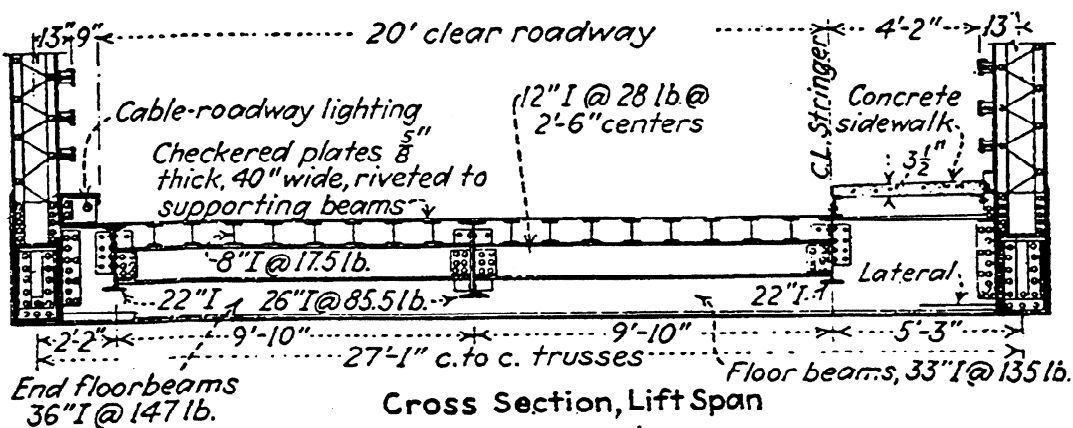 13" 9" 20' clear roadway 4'-2" 13"
C.L. Stringer
Cable-roadway lighting
12" I @ 28 lb. @
2'-6" centers
Concrete
sidewalk
3 1/2"
Checkered plates 5/8"
thick, 40" wide, riveted to
supporting beams
8" I @ 17.5 lb.
Lateral
22" I 26" I @ 85.5 lb. 22" I
2'-2" 9'-10" 9'-10" 5'-3"
27'-1" c. to c. trusses
End floorbeams
36" I @ 147 lb.
Floor beams, 33" I @ 135 lb.
Cross Section, Lift Span